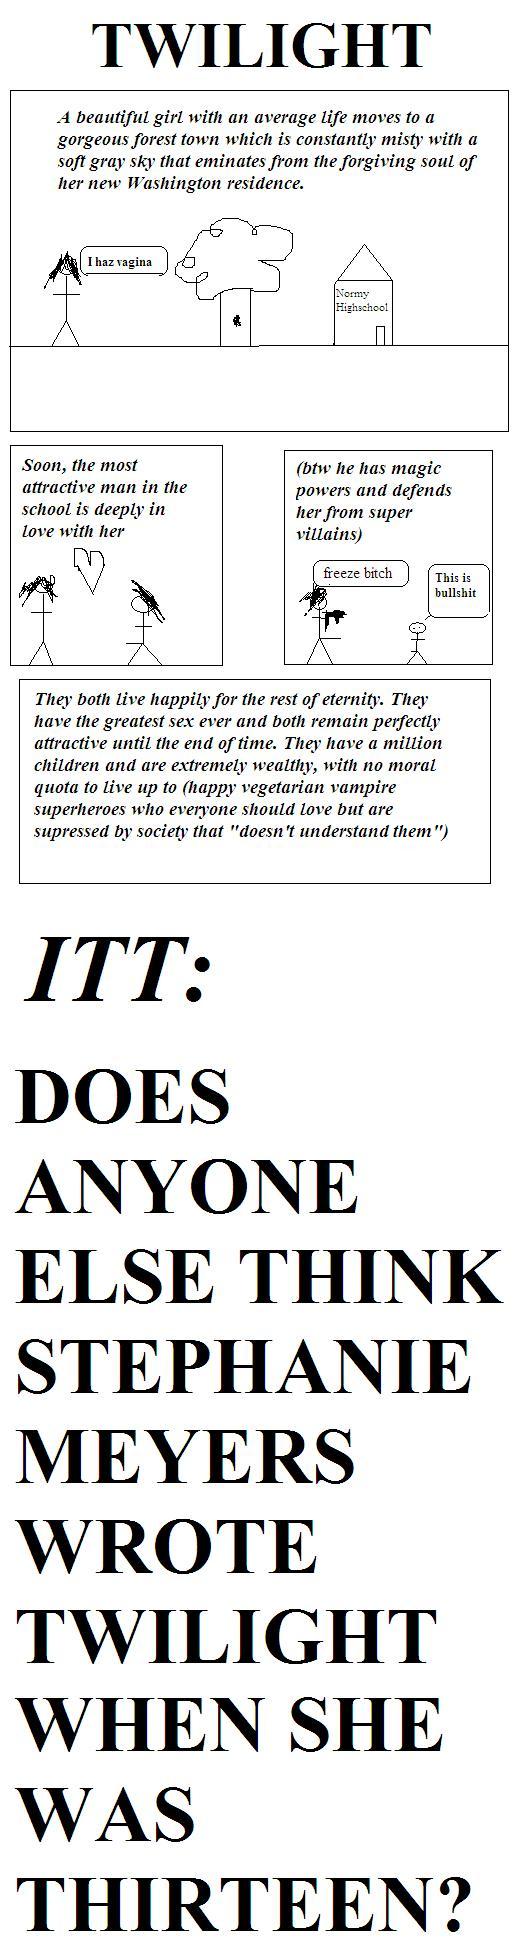 TWILIGHT
A beautiful girl with an average life moves to a
gorgeous forest town which is constantly misty with a
soft gray sky that eminates from the forgiving soul of
her new Washington residence.
I haz vagina
Normy
Highschool
Soon, the most
attractive man in the
school is deeply in
love with her
(btw he has magic
powers and defends
her from super
villains)
freeze bitch
This is
bullshit
They both live happily for the rest of eternity. They
have the greatest sex ever and both remain perfectly
attractive until the end of time. They have a million
children and are extremely wealthy, with no moral
quota to live up to (happy vegetarian vampire
superheroes who everyone should love but are
supressed by society that "doesn't understand them")
ITT:
DOES
ANYONE
ELSE THINK
STEPHANIE
MEYERS
WROTE
TWILIGHT
WHEN SHE
WAS
THIRTEEN?